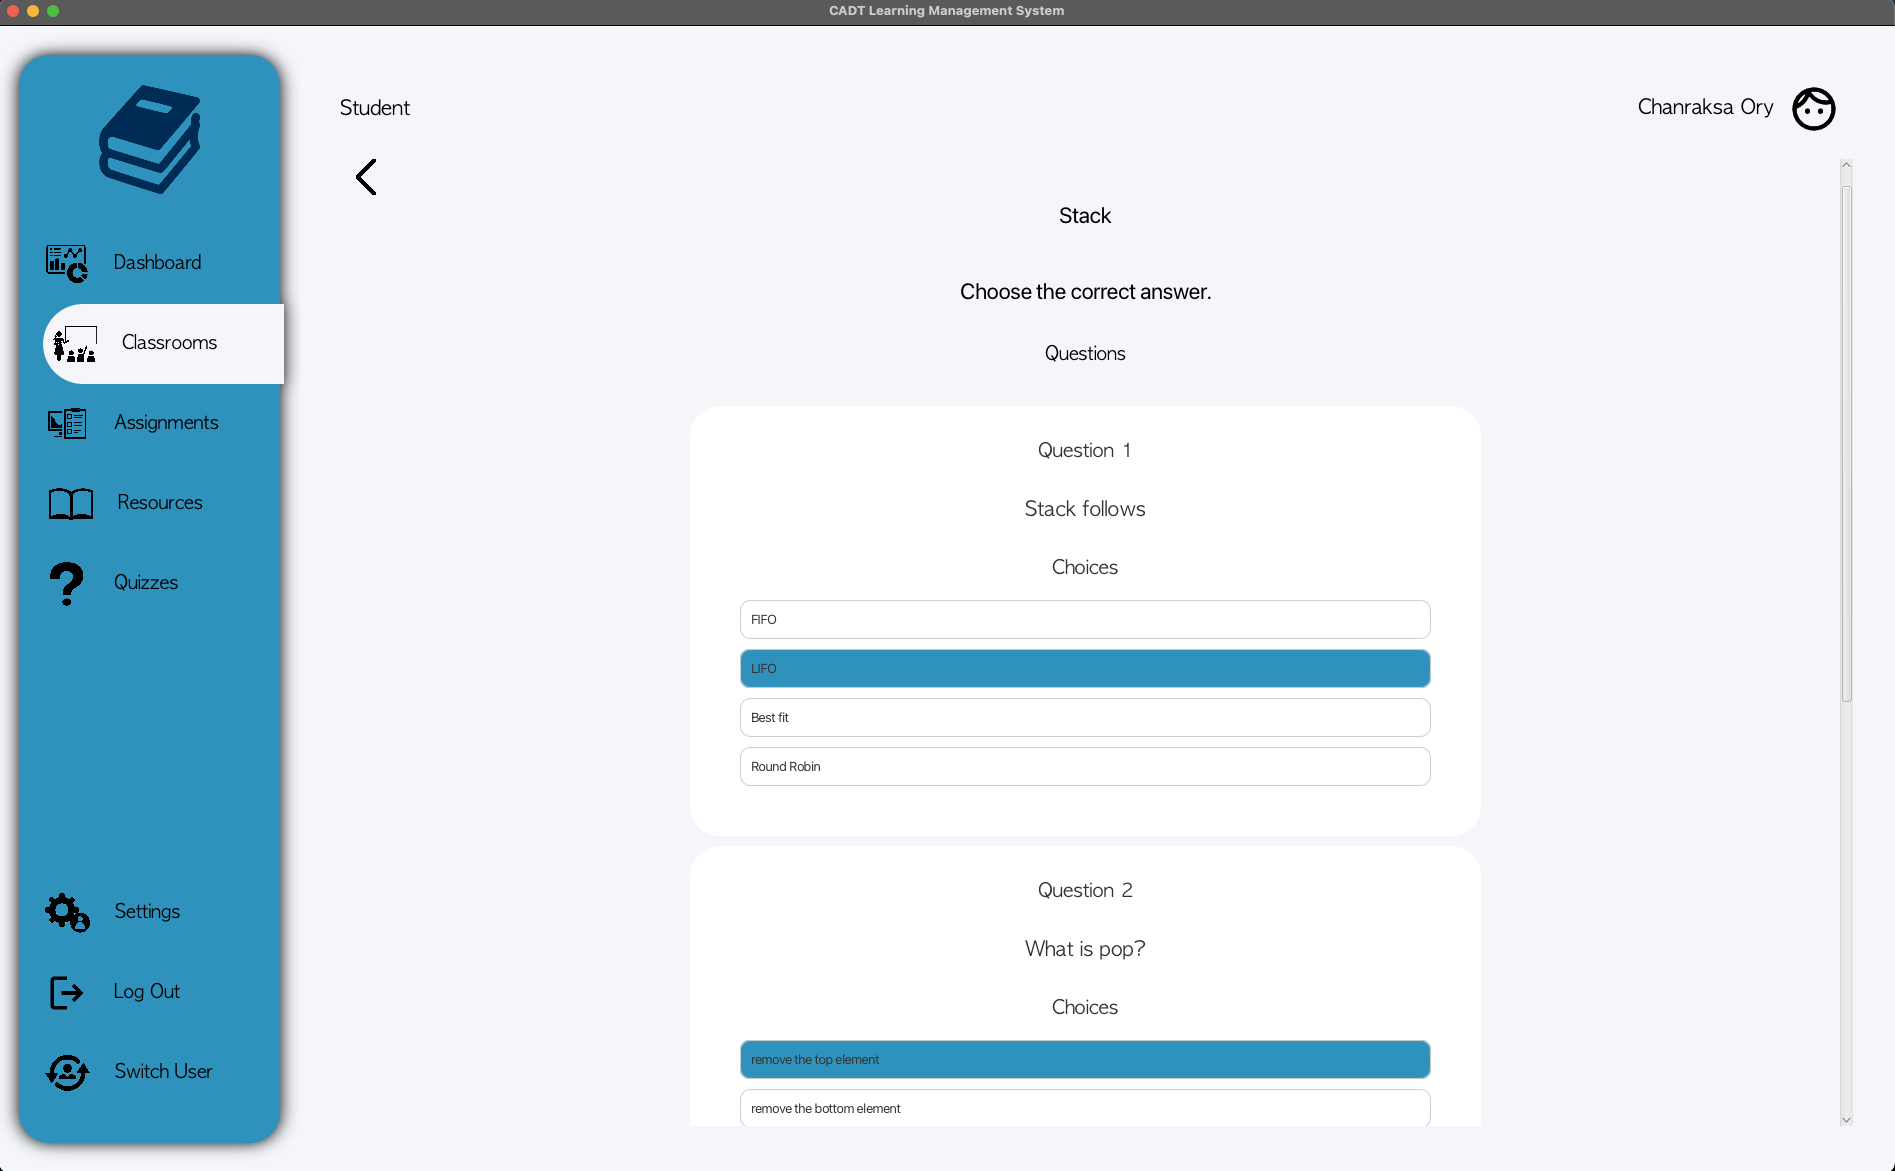 CADT Learning Management System
Student
Chanraksa Ory
Dashboard
Classrooms
Assignments
Resources
Quizzes
Settings
Log Out
Switch User
Stack
Choose the correct answer.
Questions
Question 1
Stack follows
Choices
FIFO
LIFO
Best fit
Round Robin
Question 2
What is pop?
Choices
remove the top element
remove the bottom element